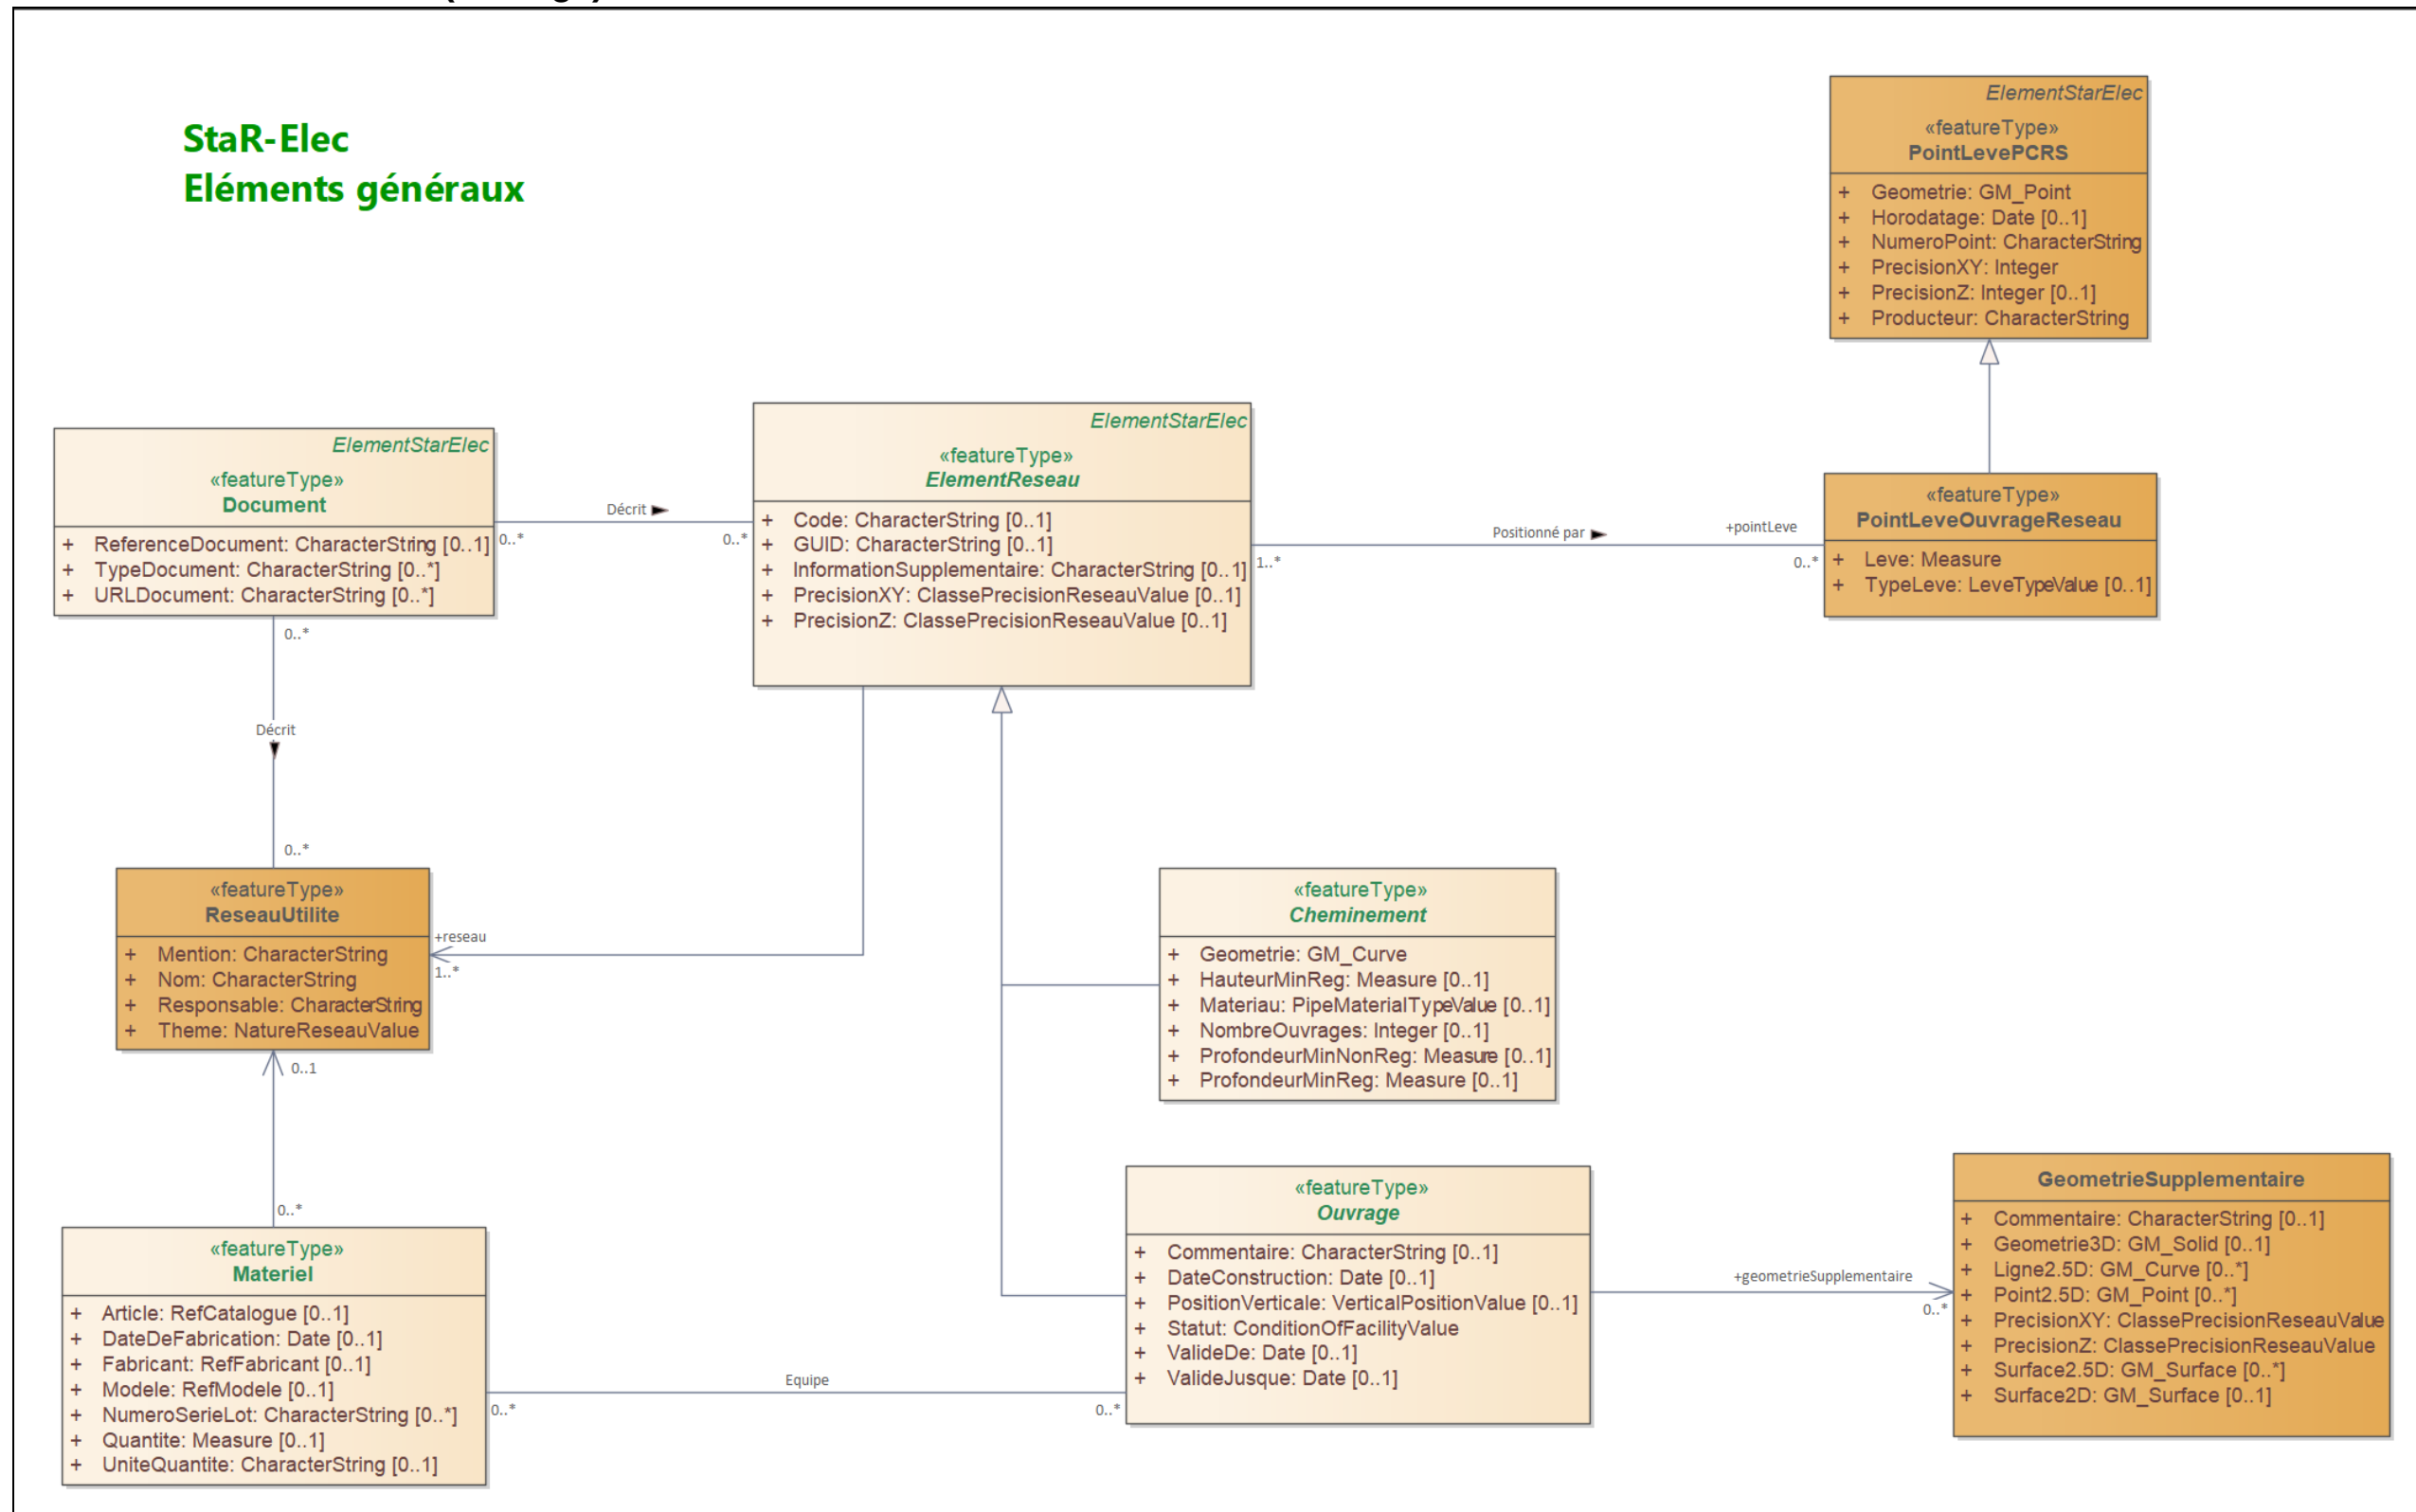 StaR-Elec
Eléments généraux
ElementStarElec
«featureType»
PointLevePCRS
+ Geometrie: GM_Point
+ Horodatage: Date [0..1]
+ NumeroPoint: CharacterString
+ PrecisionXY: Integer
+ PrecisionZ: Integer [0..1]
+ Producteur: CharacterString
ElementStarElec
«featureType»
Document
+ ReferenceDocument: CharacterString [0..1]
+ TypeDocument: CharacterString [0..*]
+ URLDocument: CharacterString [0..*]
0..*
Décrit
0..*
ElementStarElec
«featureType»
ElementReseau
+ Code: CharacterString [0..1]
+ GUID: CharacterString [0..1]
+ InformationSupplementaire: CharacterString [0..1]
+ PrecisionXY: ClassePrecisionReseauValue [0..1]
+ PrecisionZ: ClassePrecisionReseauValue [0..1]
1..*
Positionné par
+pointLeve
0..*
«featureType»
PointLeveOuvrageReseau
+ Leve: Measure
+ TypeLeve: LeveTypeValue [0..1]
0..*
Décrit
0..*
«featureType»
ReseauUtilite
+ Mention: CharacterString
+ Nom: CharacterString
+ Responsable: CharacterString
+ Theme: NatureReseauValue
+reseau
1..*
0..1
0..*
«featureType»
Cheminement
+ Geometrie: GM_Curve
+ HauteurMinReg: Measure [0..1]
+ Materiau: PipeMaterialTypeValue [0..1]
+ NombreOuvrages: Integer [0..1]
+ ProfondeurMinNonReg: Measure [0..1]
+ ProfondeurMinReg: Measure [0..1]
«featureType»
Materiel
+ Article: RefCatalogue [0..1]
+ DateDeFabrication: Date [0..1]
+ Fabricant: RefFabricant [0..1]
+ Modele: RefModele [0..1]
+ NumeroSerieLot: CharacterString [0..*]
+ Quantite: Measure [0..1]
+ UniteQuantite: CharacterString [0..1]
0..*
Equipe
0..*
«featureType»
Ouvrage
+ Commentaire: CharacterString [0..1]
+ DateConstruction: Date [0..1]
+ PositionVerticale: VerticalPositionValue [0..1]
+ Statut: ConditionOfFacilityValue
+ ValideDe: Date [0..1]
+ ValideJusque: Date [0..1]
+geometrieSupplementaire
0..*
GeometrieSupplementaire
+ Commentaire: CharacterString [0..1]
+ Geometrie3D: GM_Solid [0..1]
+ Ligne2.5D: GM_Curve [0..*]
+ Point2.5D: GM_Point [0..*]
+ PrecisionXY: ClassePrecisionReseauValue
+ PrecisionZ: ClassePrecisionReseauValue
+ Surface2.5D: GM_Surface [0..*]
+ Surface2D: GM_Surface [0..1]